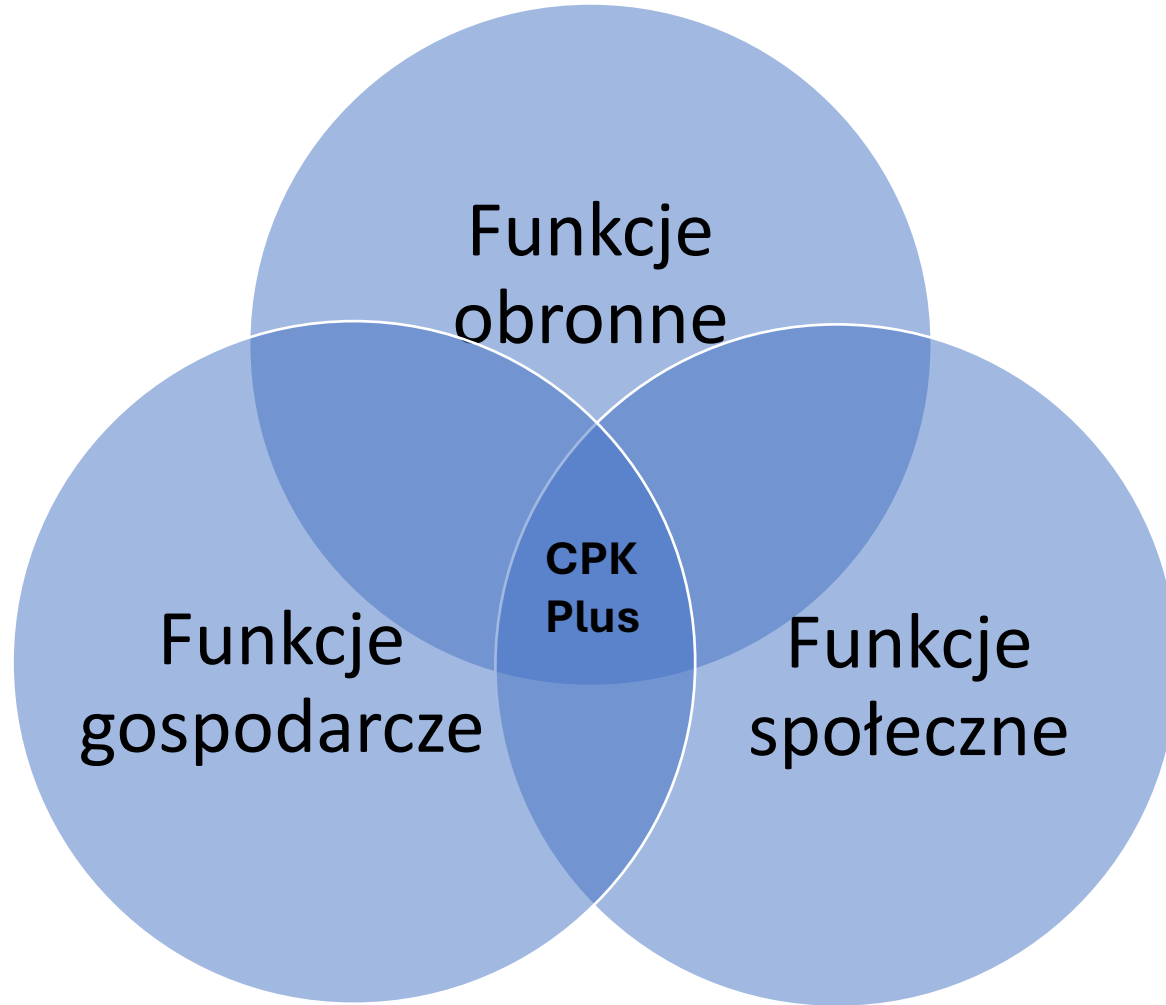 Funkcje
obronne
CPK
Plus
Funkcje
gospodarcze
Funkcje
społeczne